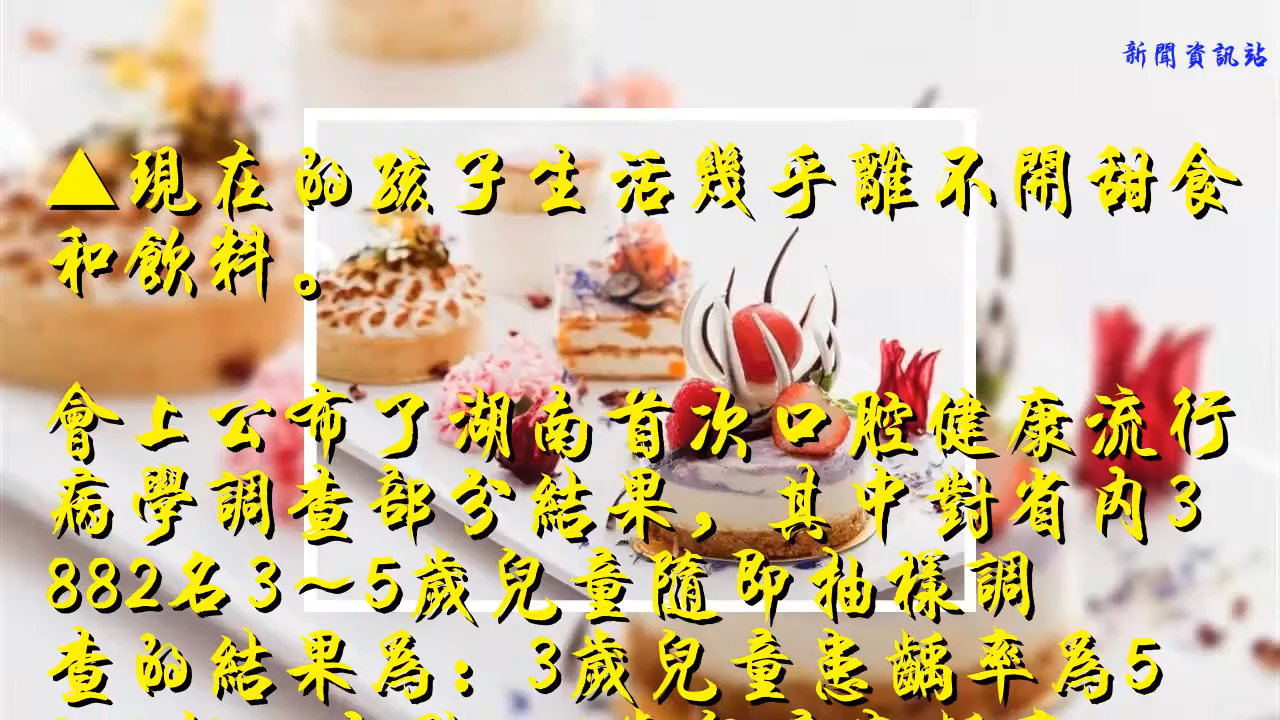 新聞資訊站
▲現在的孩子生活幾乎離不開甜食
和飲料。
會上公布了湖南首次口腔健康流行
病學調查部分結果，其中對省內3
882名3～5歲兒童隨即抽樣調
查的結果為：3歲兒童患齲率為5